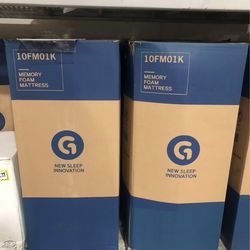 10FM01K
MEMORY
FOAM
MATTRESS
G
NEW SLEEP
INNOVATION
10FM01K
MEMORY
FOAM
MATTRESS
G
NEW SLEEP
INNOVATION